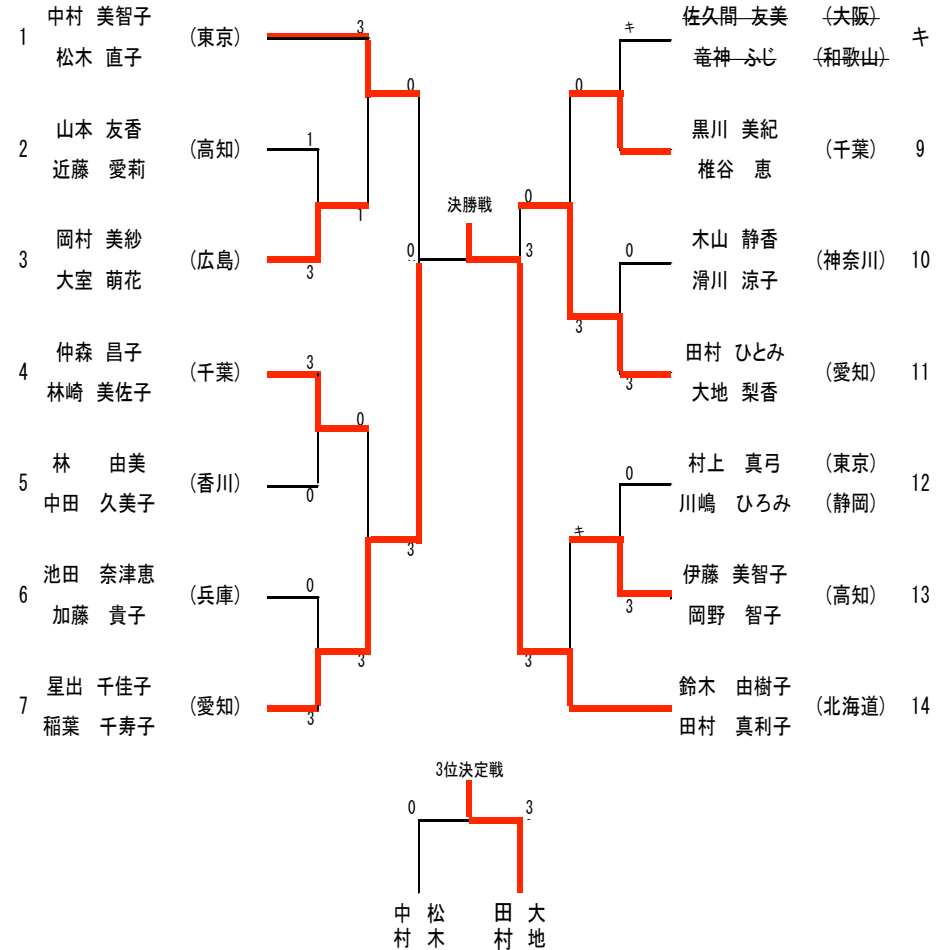 1 中村 美智子 (東京)
松木 直子
2 山本 友香 (高知)
近藤 愛莉
3 岡村 美紗 (広島)
大室 萌花
4 仲森 昌子 (千葉)
林崎 美佐子
5 林 由美 (香川)
中田 久美子
6 池田 奈津恵 (兵庫)
加藤 貴子
7 星出 千佳子 (愛知)
稲葉 千寿子
3
1
3
1
0
3
0
0
0
3
3
0
0
3
決勝戦
0
3
0
3
キ
0
3
キ
0
3
佐久間 友美 (大阪) キ
竜神 ふじ (和歌山)
黒川 美紀 (千葉) 9
椎谷 恵
木山 静香 (神奈川) 10
滑川 涼子
田村 ひとみ (愛知) 11
大地 梨香
村上 真弓 (東京) 12
川嶋 ひろみ (静岡)
伊藤 美智子 (高知) 13
岡野 智子
鈴木 由樹子 (北海道) 14
田村 真利子
3位決定戦
0 3
中村 松木 田村 大地